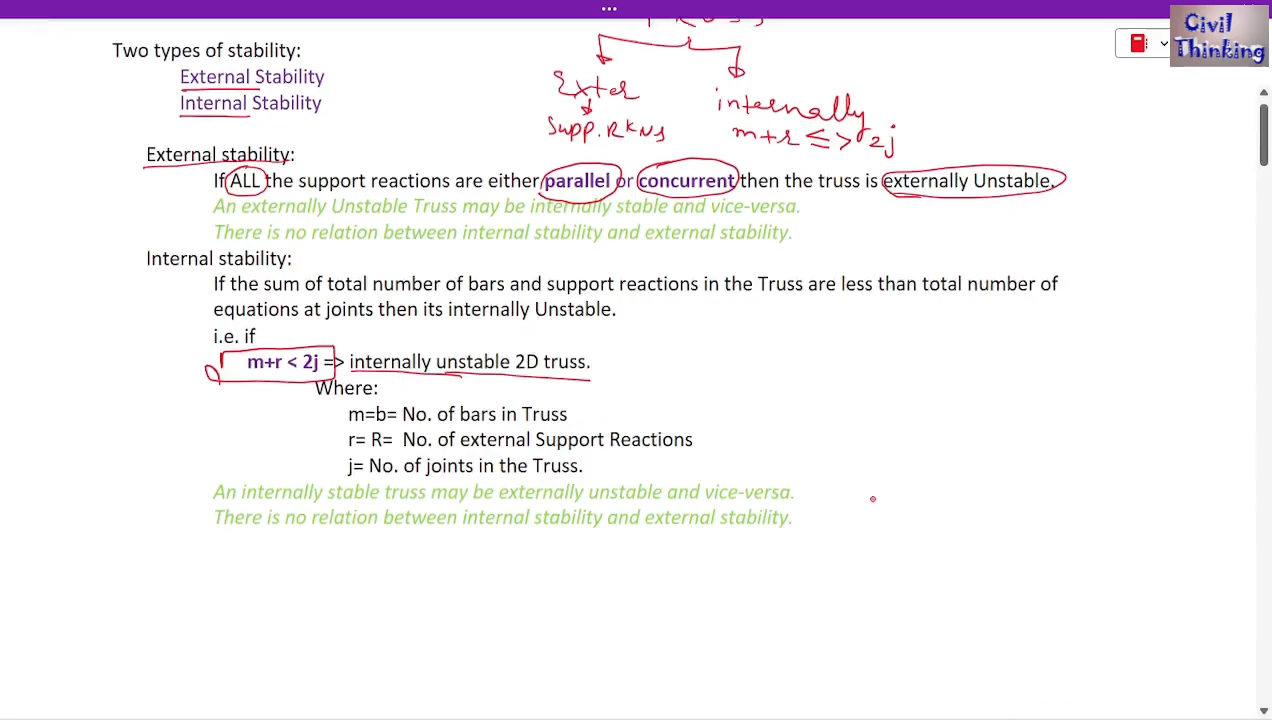 Civil
Thinking
Two types of stability:
External Stability
Internal Stability
Exter
Supp. RxNs
internally
m+r ≤ > 2j
External stability:
If ALL the support reactions are either parallel or concurrent then the truss is externally Unstable.
An externally Unstable Truss may be internally stable and vice-versa.
There is no relation between internal stability and external stability.
Internal stability:
If the sum of total number of bars and support reactions in the Truss are less than total number of
equations at joints then its internally Unstable.
i.e. if
m+r < 2j => internally unstable 2D truss.
Where:
m=b= No. of bars in Truss
r= R= No. of external Support Reactions
j= No. of joints in the Truss.
An internally stable truss may be externally unstable and vice-versa.
There is no relation between internal stability and external stability.